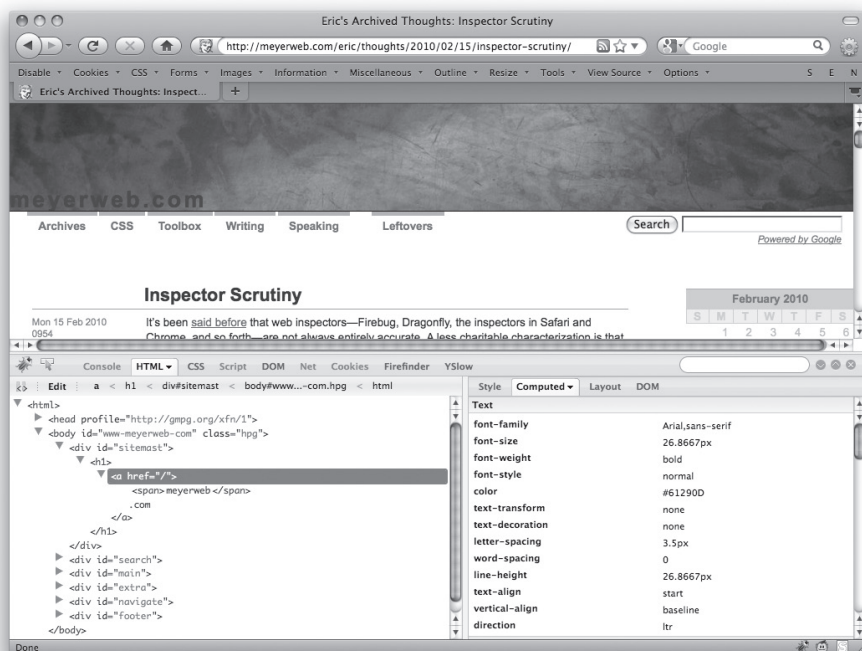 Eric's Archived Thoughts: Inspector Scrutiny
http://meyerweb.com/eric/thoughts/2010/02/15/inspector-scrutiny/ Google
Disable Cookies CSS Forms Images Information Miscellaneous Outline Resize Tools View Source Options S E N
Eric's Archived Thoughts: Inspect... +
meyerweb.com
Archives CSS Toolbox Writing Speaking Leftovers Search
Powered by Google
Inspector Scrutiny
February 2010
S M T W T F S
1 2 3 4 5 6
Mon 15 Feb 2010
0954
It's been said before that web inspectors—Firebug, Dragonfly, the inspectors in Safari and
Chrome, and so forth—are not always entirely accurate. A less charitable characterization is that
Console HTML CSS Script DOM Net Cookies Firefinder YSlow
Edit a < h1 < div#sitemast < body#www...-com.hpg < html
<html>
<head profile="http://gmpg.org/xfn/1">
<body id="www-meyerweb-com" class="hpg">
<div id="sitemast">
<h1>
<a href="/">
<span>meyerweb</span>
.com
</a>
</h1>
</div>
<div id="search">
<div id="main">
<div id="extra">
<div id="navigate">
<div id="footer">
</body>
Style Computed Layout DOM
Text
font-family Arial,sans-serif
font-size 26.8667px
font-weight bold
font-style normal
color #61290D
text-transform none
text-decoration none
letter-spacing 3.5px
word-spacing 0
line-height 26.8667px
text-align start
vertical-align baseline
direction ltr
Done